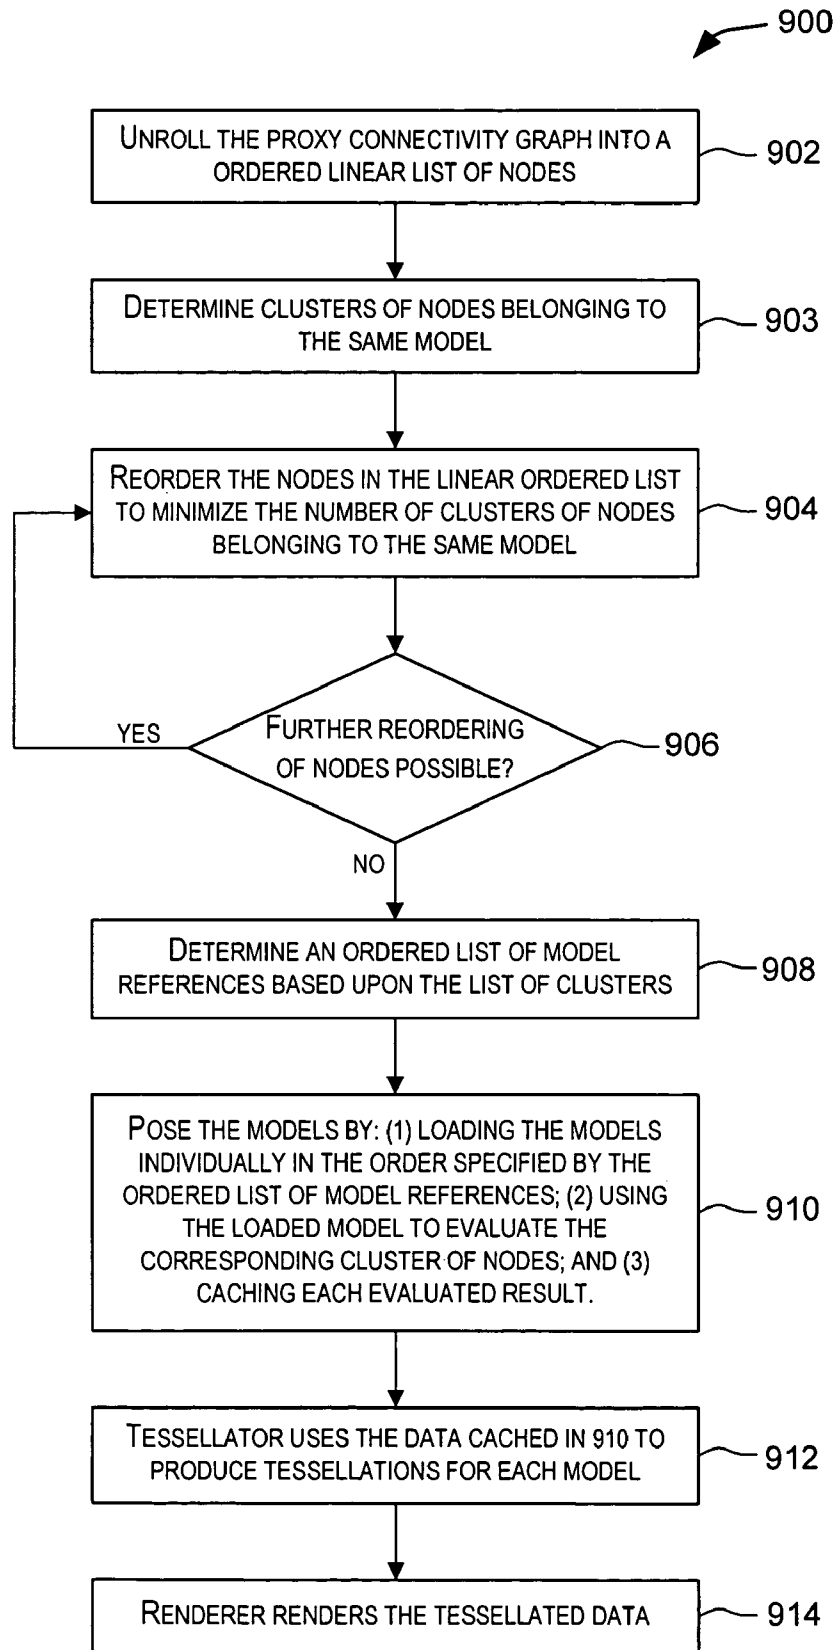 900
UNROLL THE PROXY CONNECTIVITY GRAPH INTO A
ORDERED LINEAR LIST OF NODES
902
DETERMINE CLUSTERS OF NODES BELONGING TO
THE SAME MODEL
903
REORDER THE NODES IN THE LINEAR ORDERED LIST
TO MINIMIZE THE NUMBER OF CLUSTERS OF NODES
BELONGING TO THE SAME MODEL
904
YES
FURTHER REORDERING
OF NODES POSSIBLE?
906
NO
DETERMINE AN ORDERED LIST OF MODEL
REFERENCES BASED UPON THE LIST OF CLUSTERS
908
POSE THE MODELS BY: (1) LOADING THE MODELS
INDIVIDUALLY IN THE ORDER SPECIFIED BY THE
ORDERED LIST OF MODEL REFERENCES; (2) USING
THE LOADED MODEL TO EVALUATE THE
CORRESPONDING CLUSTER OF NODES; AND (3)
CACHING EACH EVALUATED RESULT.
910
TESSELLATOR USES THE DATA CACHED IN 910 TO
PRODUCE TESSELLATIONS FOR EACH MODEL
912
RENDERER RENDERS THE TESSELLATED DATA
914